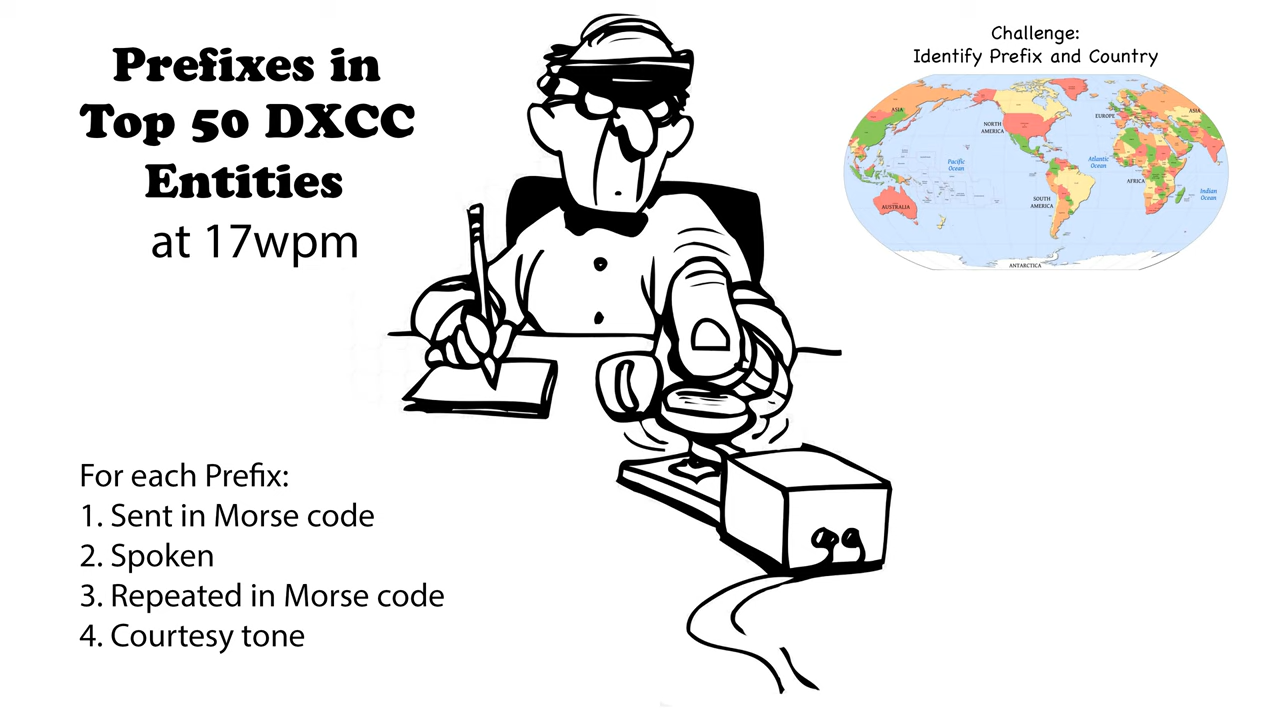 Prefixes in
Top 50 DXCC
Entities
at 17wpm
Challenge:
Identify Prefix and Country
ASIA
NORTH
AMERICA
EUROPE
ASIA
Pacific
Ocean
Atlantic
Ocean
AFRICA
SOUTH
AMERICA
Indian
Ocean
AUSTRALIA
ANTARCTICA
For each Prefix:
1. Sent in Morse code
2. Spoken
3. Repeated in Morse code
4. Courtesy tone